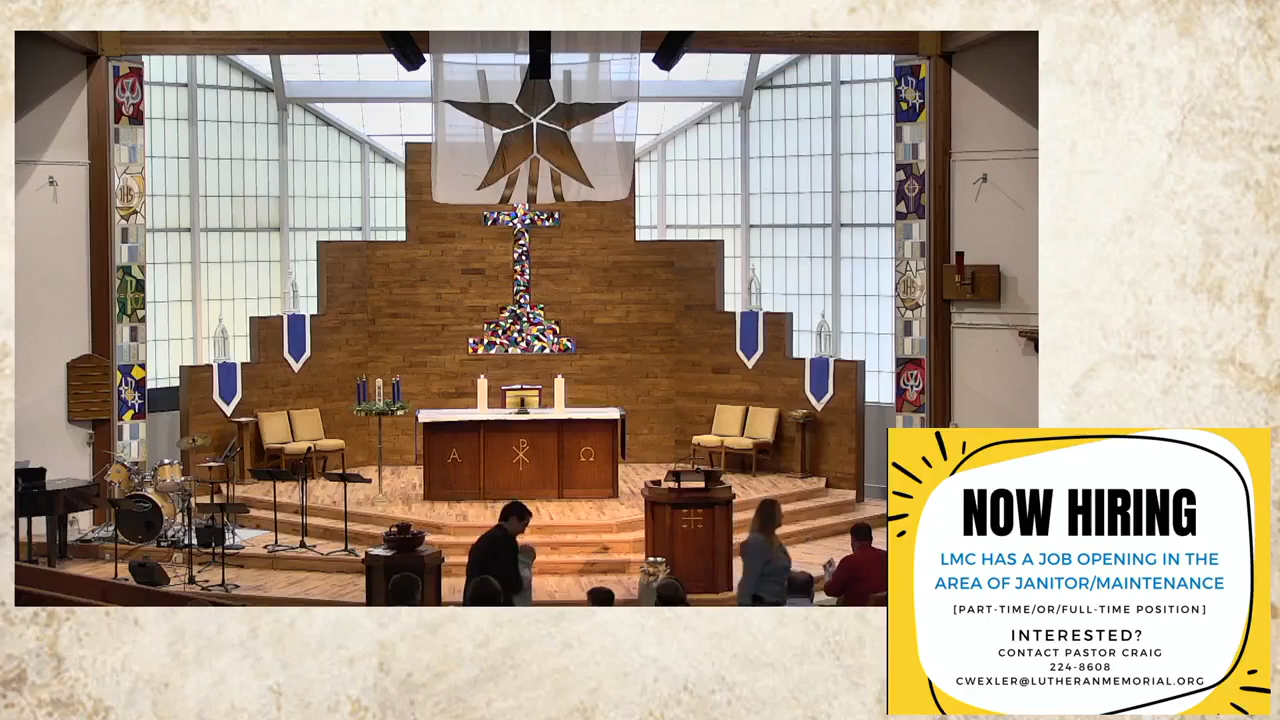 A
Ω
NOW HIRING
LMC HAS A JOB OPENING IN THE
AREA OF JANITOR/MAINTENANCE
[PART-TIME/OR/FULL-TIME POSITION]
INTERESTED?
CONTACT PASTOR CRAIG
224-8608
CWEXLER@LUTHERANMEMORIAL.ORG